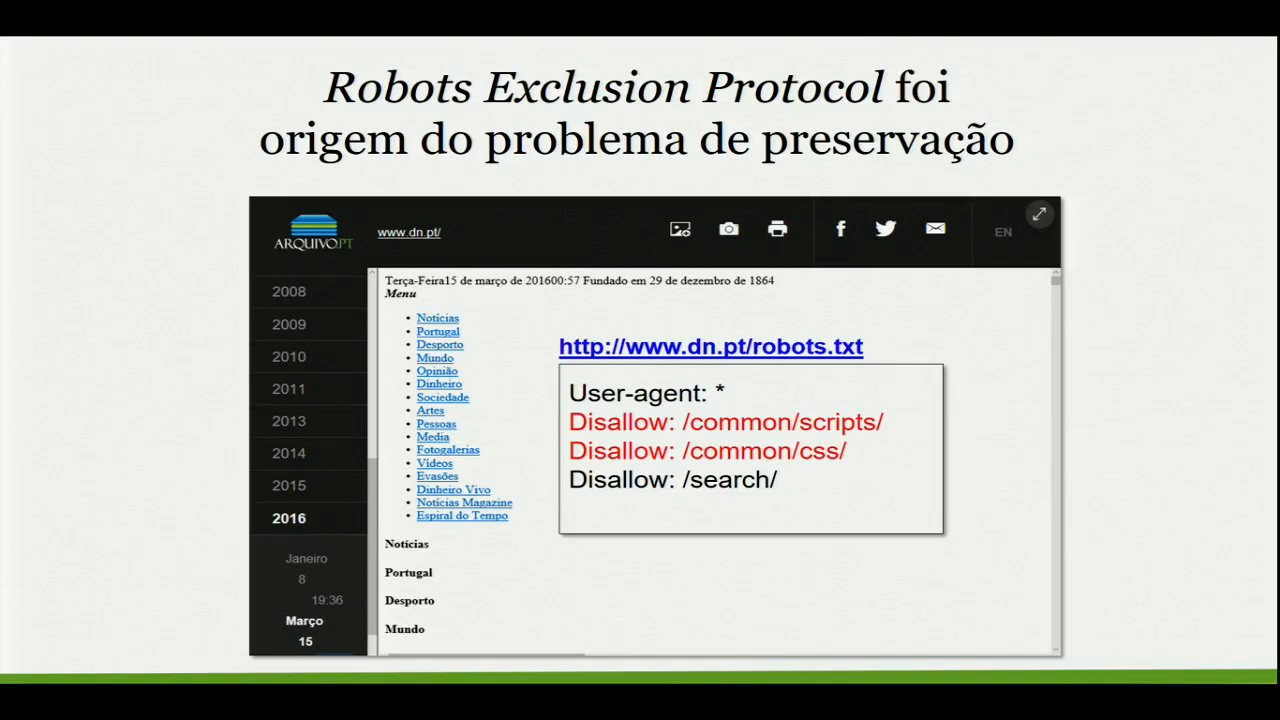 Robots Exclusion Protocol foi
origem do problema de preservação
ARQUIVO.PT
www.dn.pt/
EN
2008
2009
2010
2011
2013
2014
2015
2016
Janeiro
8
19:36
Março
15
Terça-Feira15 de março de 201600:57 Fundado em 29 de dezembro de 1864
Menu
• Notícias
• Portugal
• Desporto
• Mundo
• Opinião
• Dinheiro
• Sociedade
• Artes
• Pessoas
• Media
• Fotogalerias
• Vídeos
• Evasões
• Dinheiro Vivo
• Notícias Magazine
• Espiral do Tempo
Notícias
Portugal
Desporto
Mundo
http://www.dn.pt/robots.txt
User-agent: *
Disallow: /common/scripts/
Disallow: /common/css/
Disallow: /search/